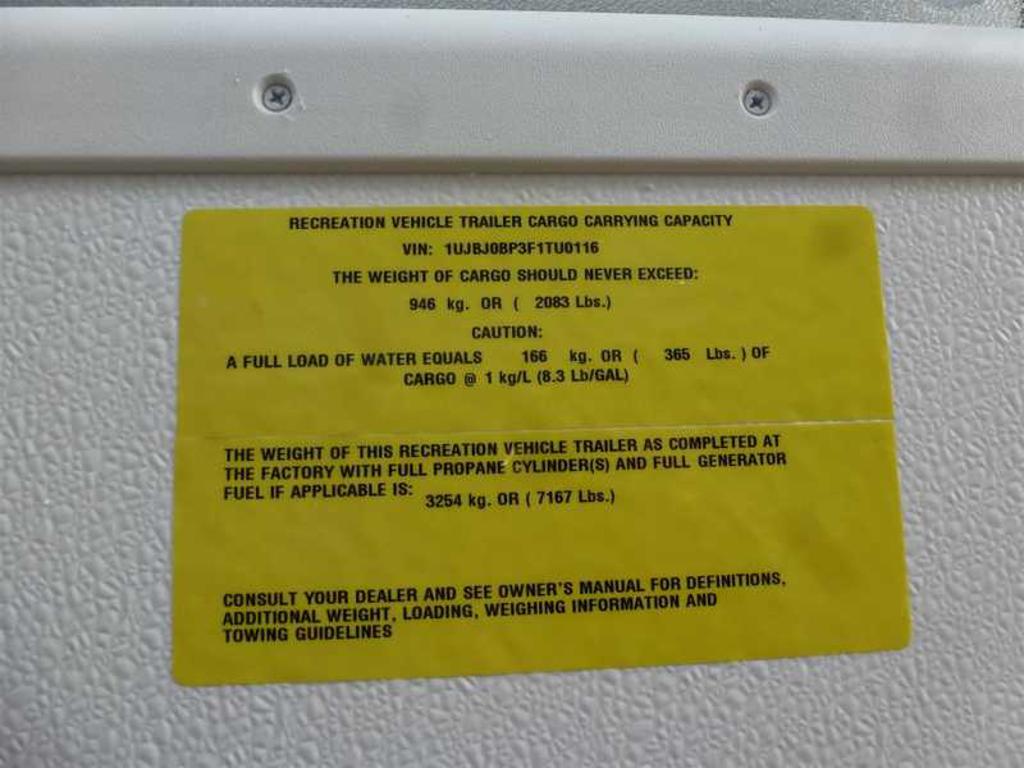 RECREATION VEHICLE TRAILER CARGO CARRYING CAPACITY
VIN: 1UJBJ0BP3F1TU0116
THE WEIGHT OF CARGO SHOULD NEVER EXCEED:
946 kg. OR ( 2083 Lbs.)
CAUTION:
A FULL LOAD OF WATER EQUALS 166 kg. OR ( 365 Lbs. ) OF
CARGO @ 1 kg/L (8.3 Lb/GAL)
THE WEIGHT OF THIS RECREATION VEHICLE TRAILER AS COMPLETED AT
THE FACTORY WITH FULL PROPANE CYLINDER(S) AND FULL GENERATOR
FUEL IF APPLICABLE IS: 3254 kg. OR ( 7167 Lbs.)
CONSULT YOUR DEALER AND SEE OWNER'S MANUAL FOR DEFINITIONS,
ADDITIONAL WEIGHT, LOADING, WEIGHING INFORMATION AND
TOWING GUIDELINES